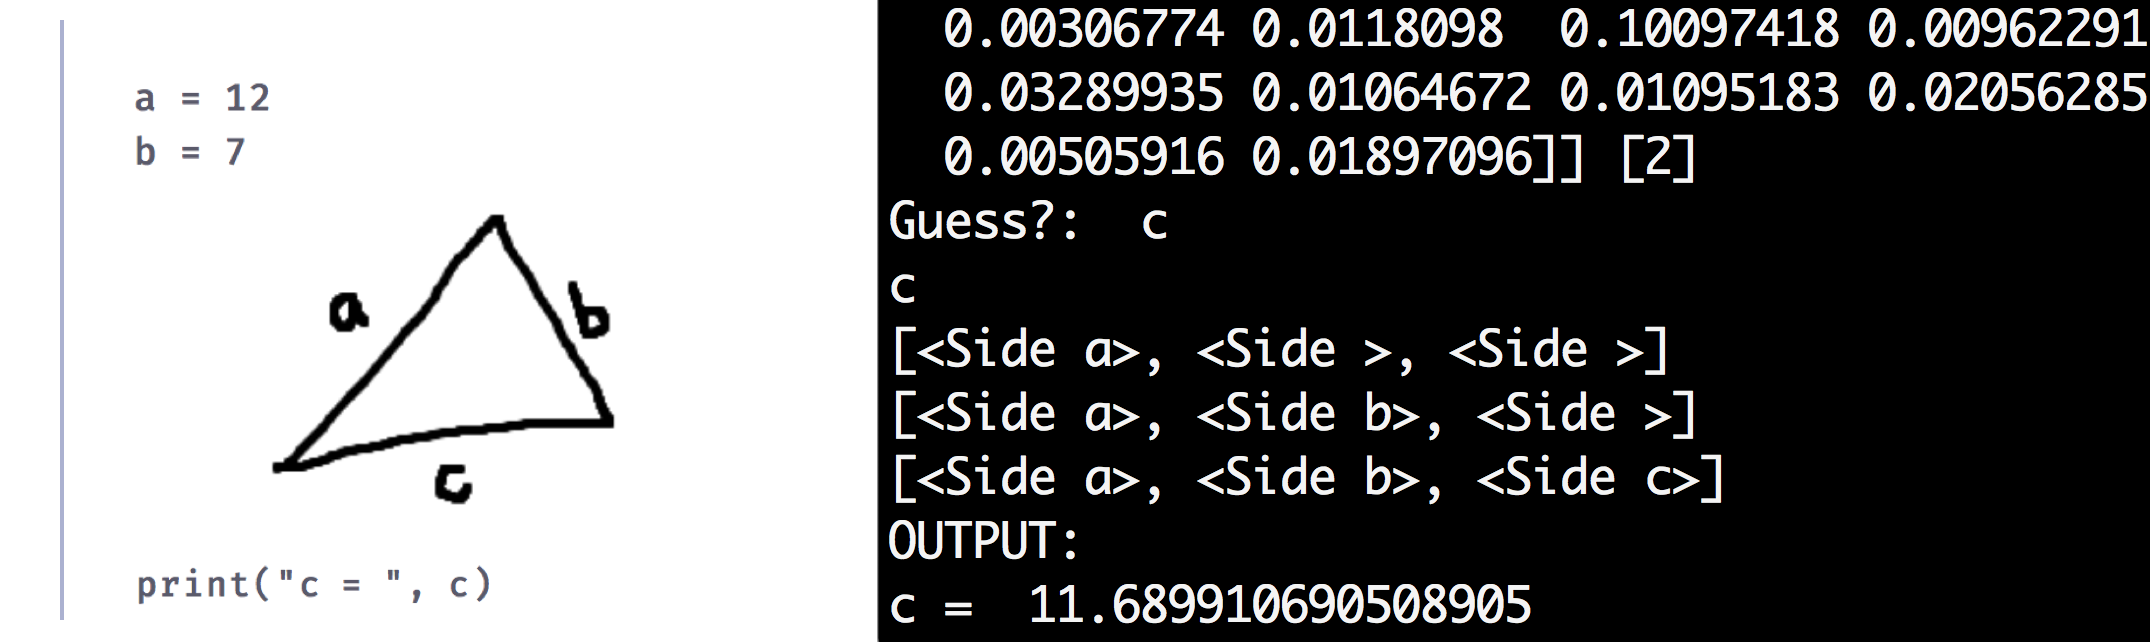 a = 12
b = 7
a
b
c
print("c = ", c)
0.00306774 0.0118098  0.10097418 0.00962291
0.03289935 0.01064672 0.01095183 0.02056285
0.00505916 0.01897096]] [2]
Guess?:  c
c
[<Side a>, <Side >, <Side >]
[<Side a>, <Side b>, <Side >]
[<Side a>, <Side b>, <Side c>]
OUTPUT:
c =  11.689910690508905